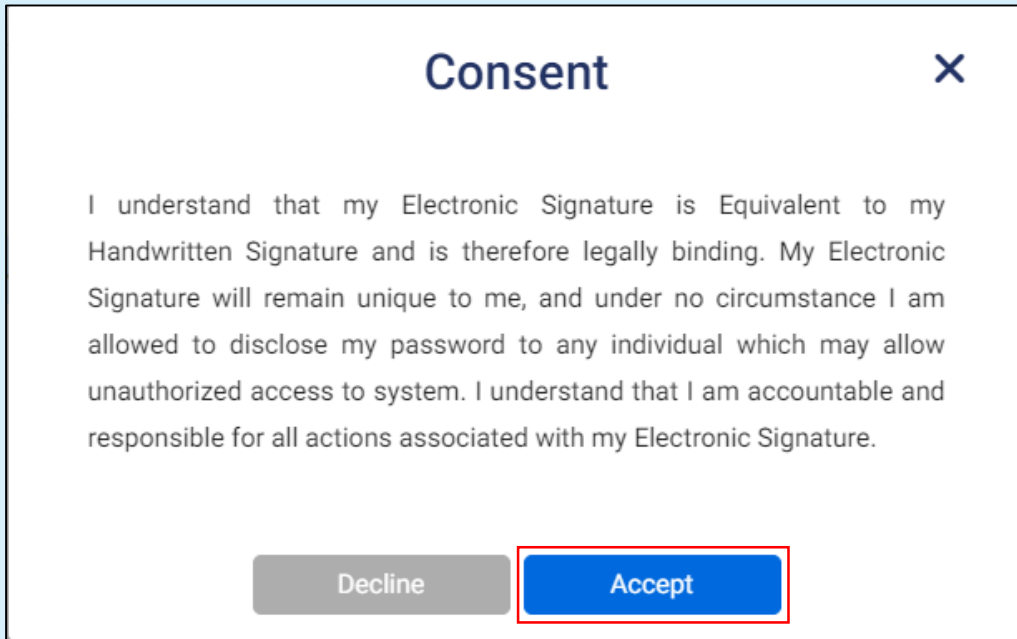 Consent
I understand that my Electronic Signature is Equivalent to my
Handwritten Signature and is therefore legally binding. My Electronic
Signature will remain unique to me, and under no circumstance I am
allowed to disclose my password to any individual which may allow
unauthorized access to system. I understand that I am accountable and
responsible for all actions associated with my Electronic Signature.
Decline Accept